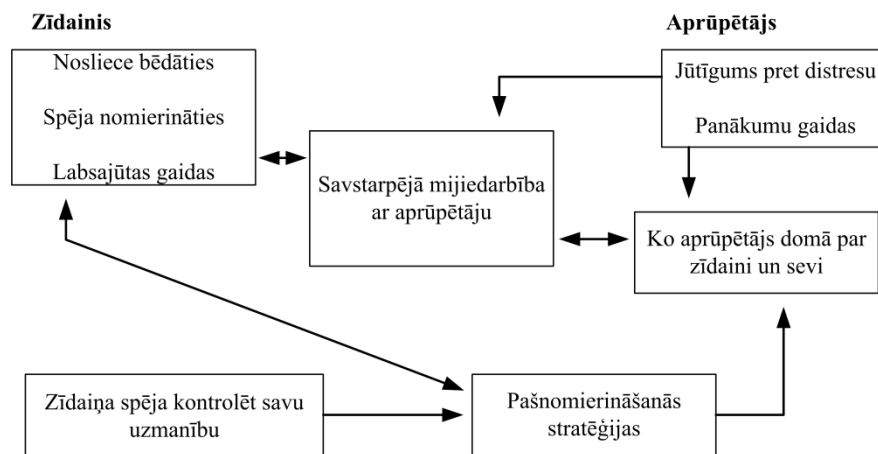 Zīdainis
Aprūpētājs
Nosliece bēdāties
Spēja nomierināties
Labsajūtas gaidas
Jūtīgums pret distresu
Panākumu gaidas
Savstarpējā mijiedarbība
ar aprūpētāju
Ko aprūpētājs domā par
zīdaini un sevi
Zīdaiņa spēja kontrolēt savu
uzmanību
Pašnomierināšanās
stratēģijas